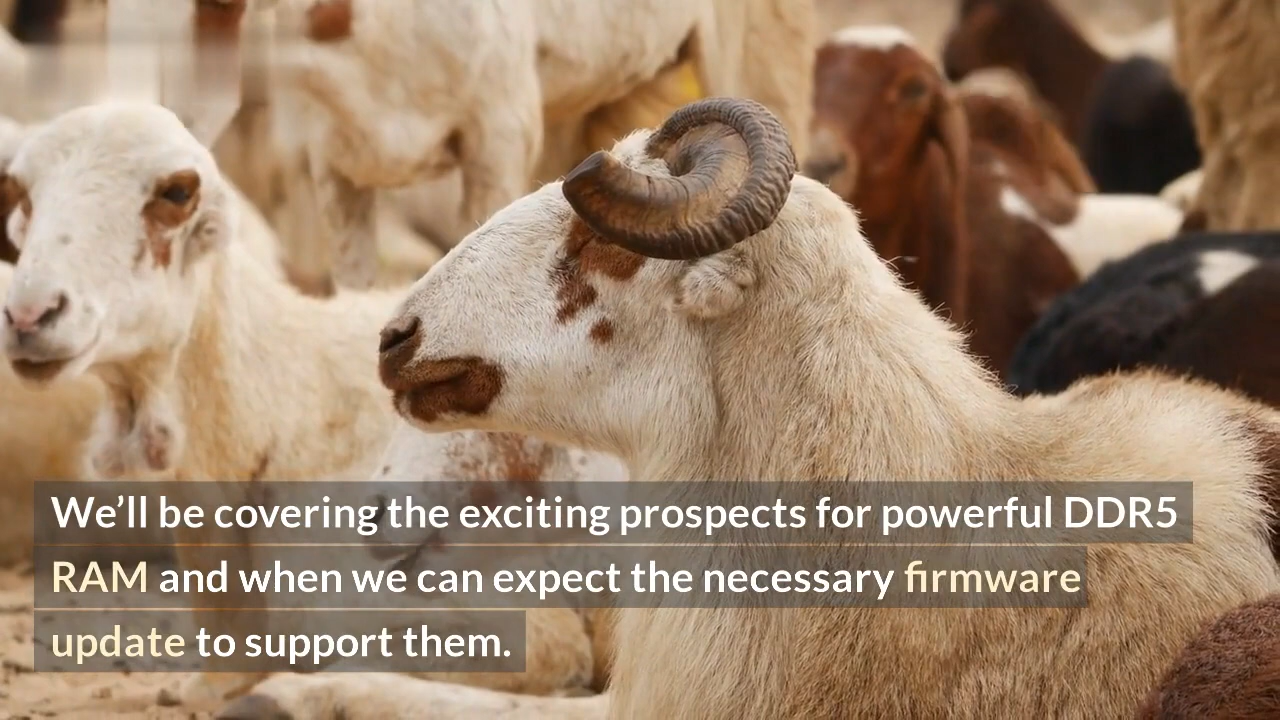 We’ll be covering the exciting prospects for powerful DDR5
RAM and when we can expect the necessary firmware
update to support them.